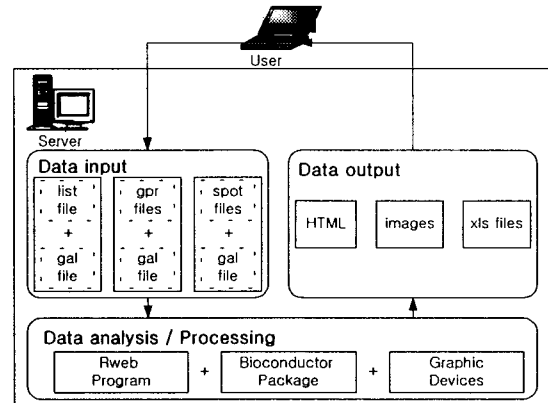 User
Server
Data input
list file + gal file
gpr files + gal file
spot files + gal file
Data output
HTML
images
xls files
Data analysis / Processing
Rweb Program + Bioconductor Package + Graphic Devices